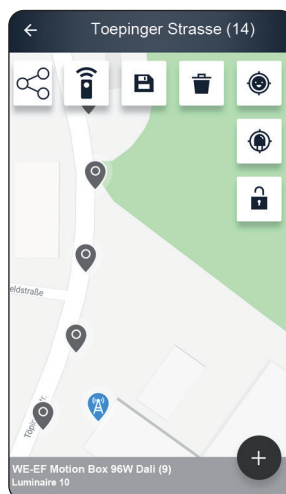 Toepinger Strasse (14)
eldstraße
WE-EF Motion Box 96W Dali (9)
Luminaire 10